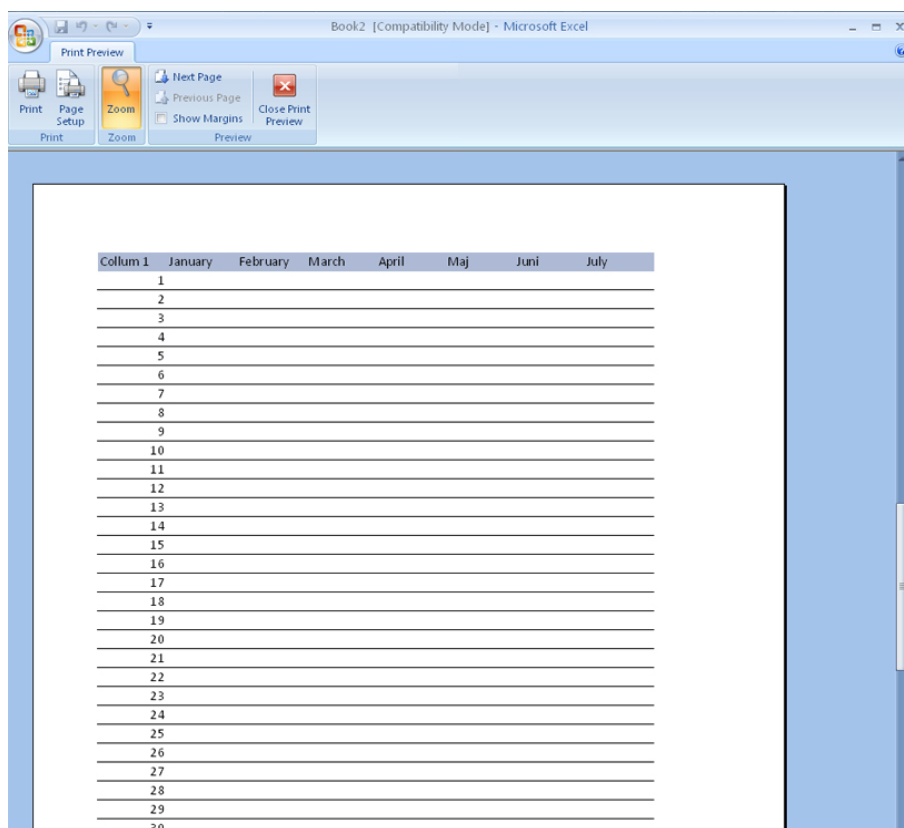 Book2 [Compatibility Mode] - Microsoft Excel
Print Preview
Print
Page Setup
Zoom
Next Page
Previous Page
Show Margins
Close Print Preview
Print
Zoom
Preview
Collum 1 January February March April Maj Juni July
1
2
3
4
5
6
7
8
9
10
11
12
13
14
15
16
17
18
19
20
21
22
23
24
25
26
27
28
29
30